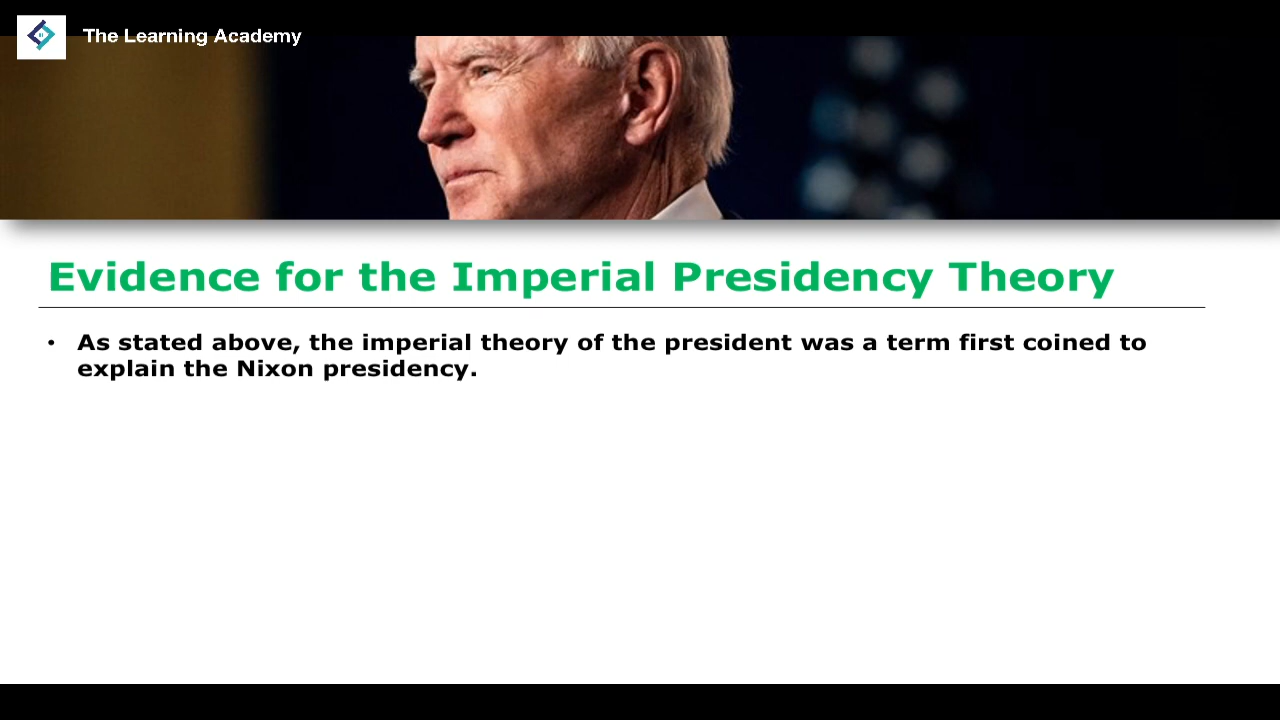 The Learning Academy
Evidence for the Imperial Presidency Theory
• As stated above, the imperial theory of the president was a term first coined to
explain the Nixon presidency.